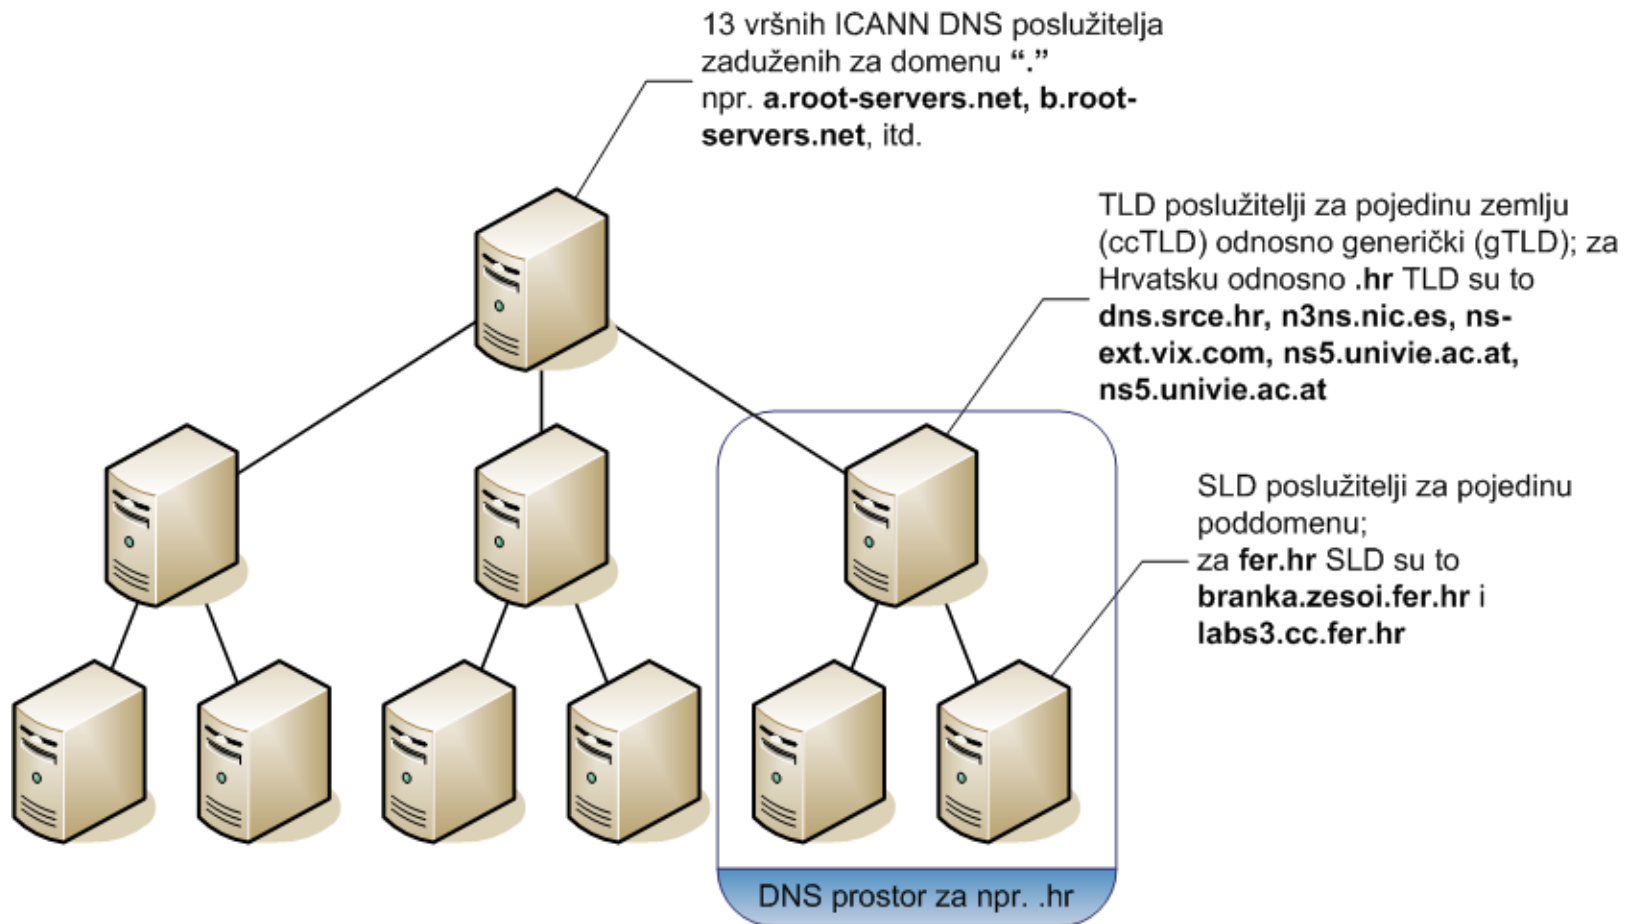 13 vršnih ICANN DNS poslužitelja
zaduženih za domenu “.”
npr. a.root-servers.net, b.root-
servers.net, itd.
TLD poslužitelji za pojedinu zemlju
(ccTLD) odnosno generički (gTLD); za
Hrvatsku odnosno .hr TLD su to
dns.srce.hr, n3ns.nic.es, ns-
ext.vix.com, ns5.univie.ac.at,
ns5.univie.ac.at
SLD poslužitelji za pojedinu
poddomenu;
za fer.hr SLD su to
branka.zesoi.fer.hr i
labs3.cc.fer.hr
DNS prostor za npr. .hr